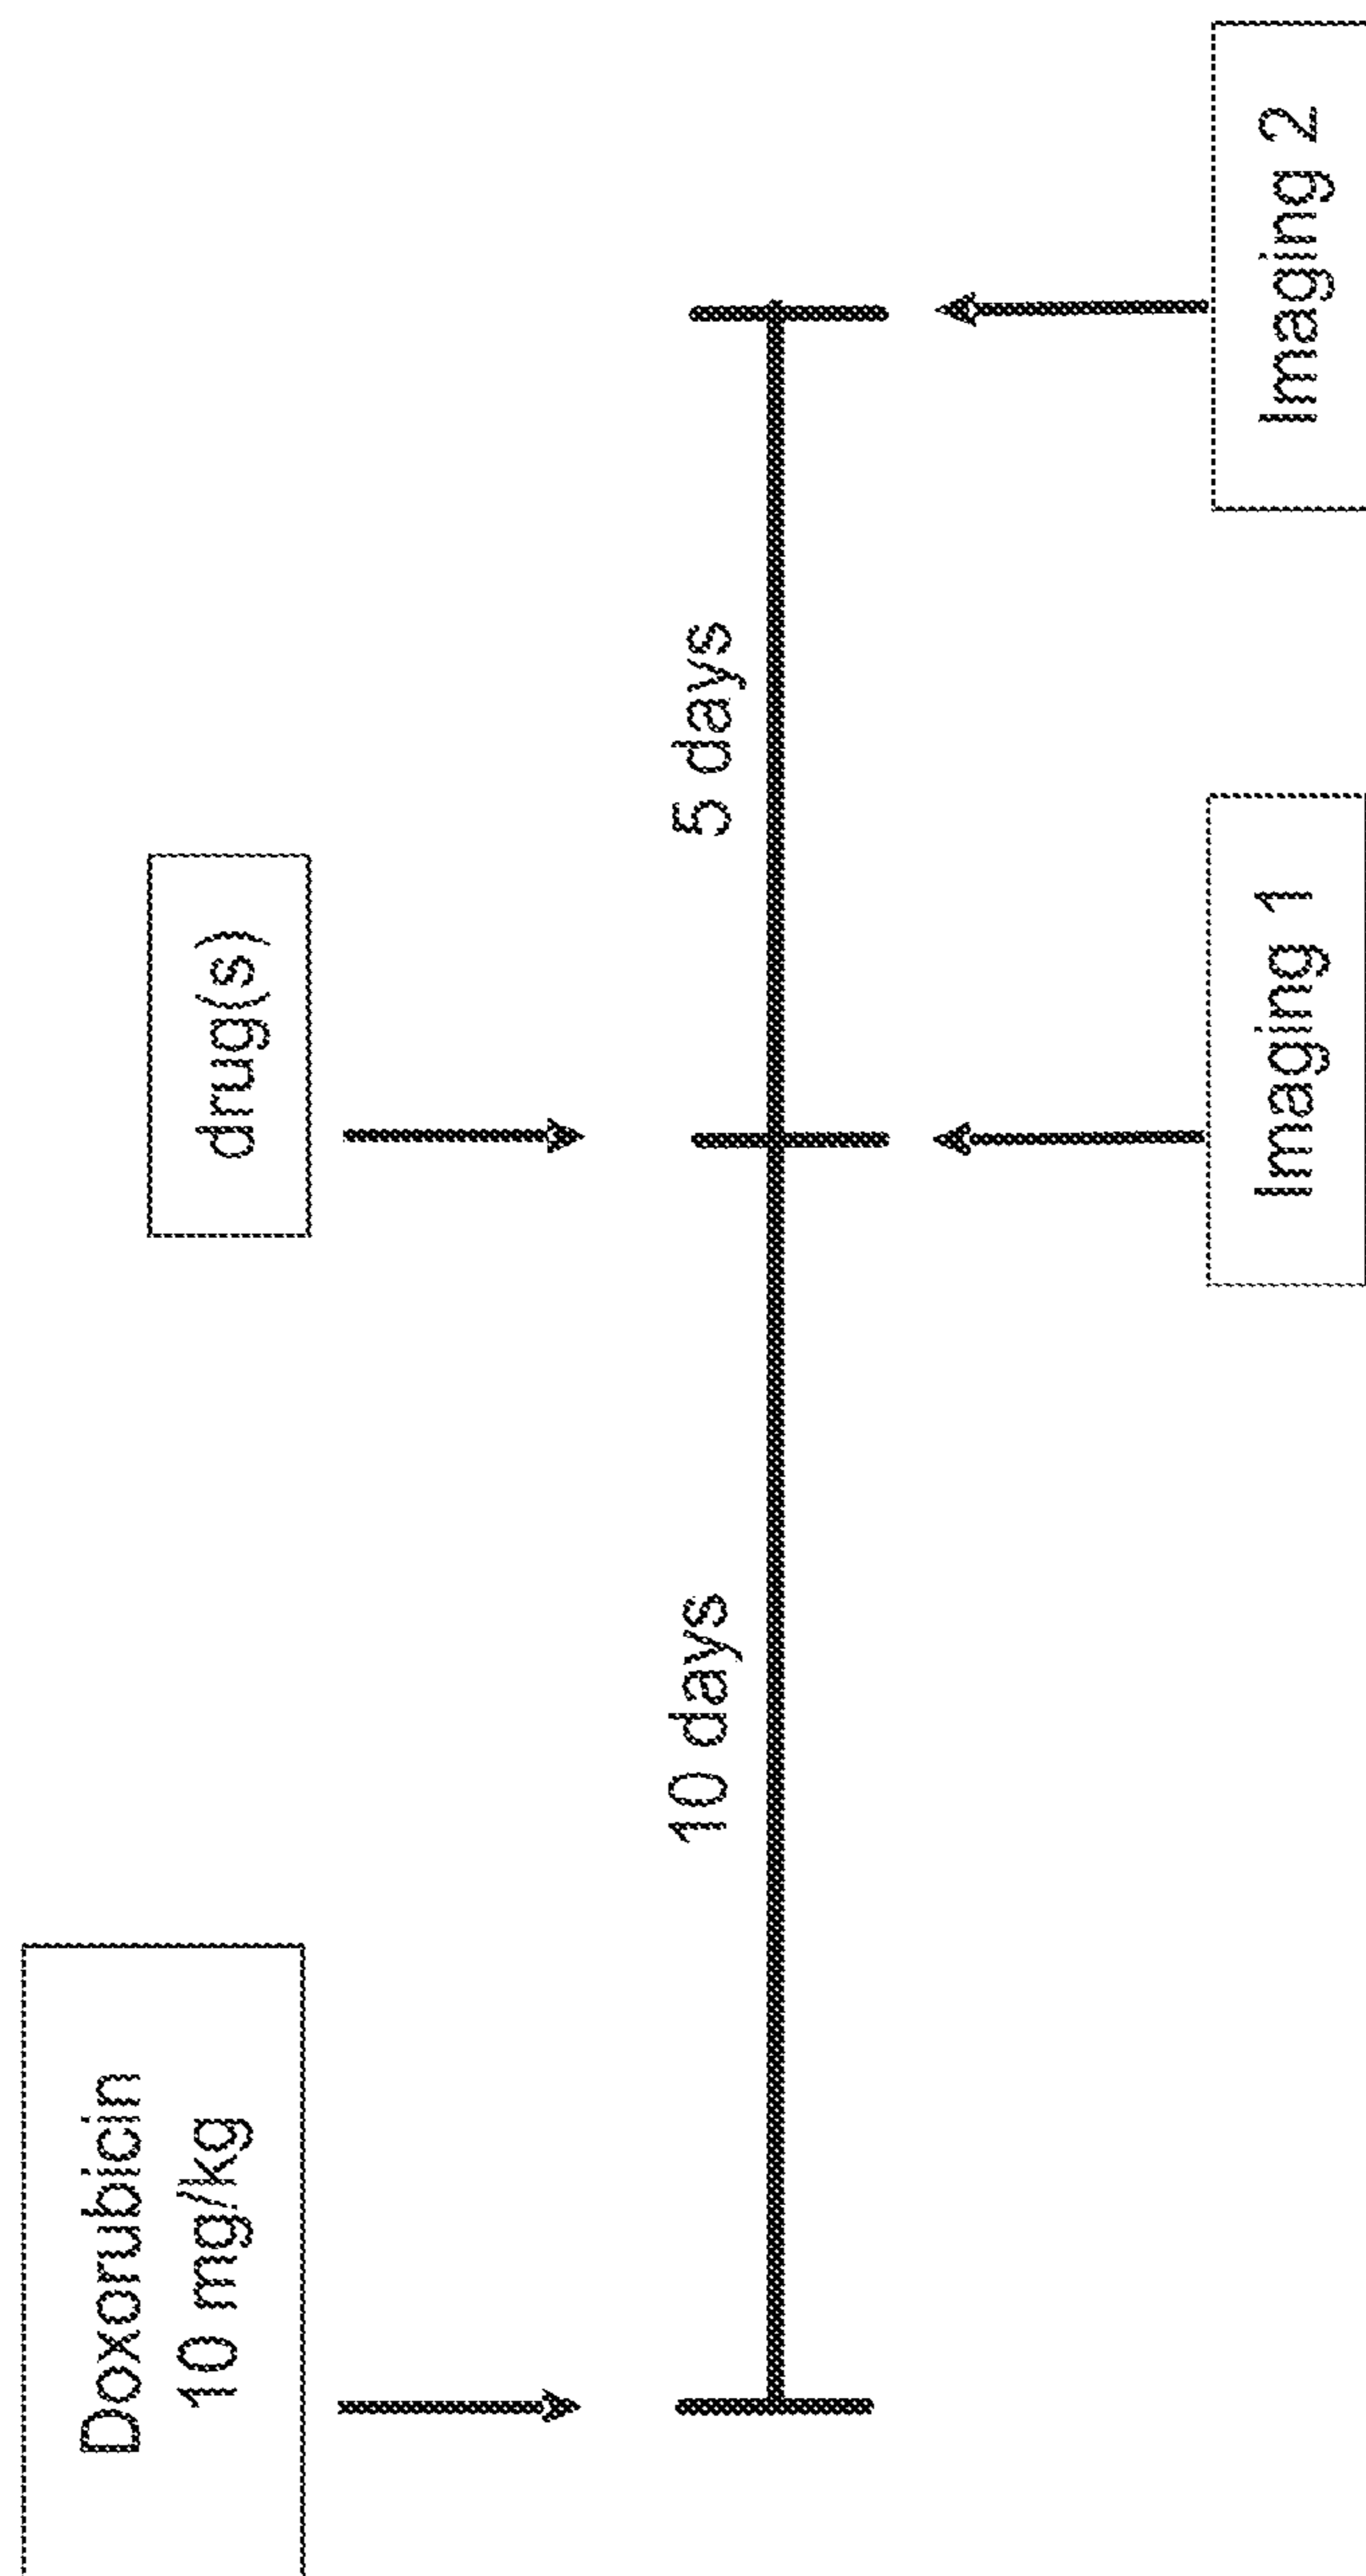 Doxorubicin
10 mg/kg
drug(s)
10 days
5 days
Imaging 1
Imaging 2